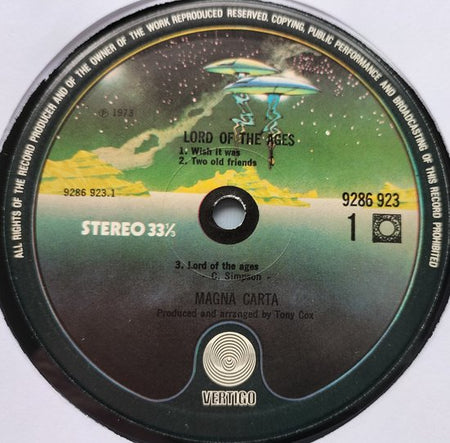 ALL RIGHTS OF THE RECORD PRODUCER AND OF THE OWNER OF THE WORK REPRODUCED RESERVED. COPYING, PUBLIC PERFORMANCE AND BROADCASTING OF THIS RECORD PROHIBITED
℗ 1973
LORD OF THE AGES
1. Wish it was
2. Two old friends
9286 923.1
9286 923
STEREO 33⅓
1
3. Lord of the ages
C. Simpson
MAGNA CARTA
Produced and arranged by Tony Cox
VERTIGO